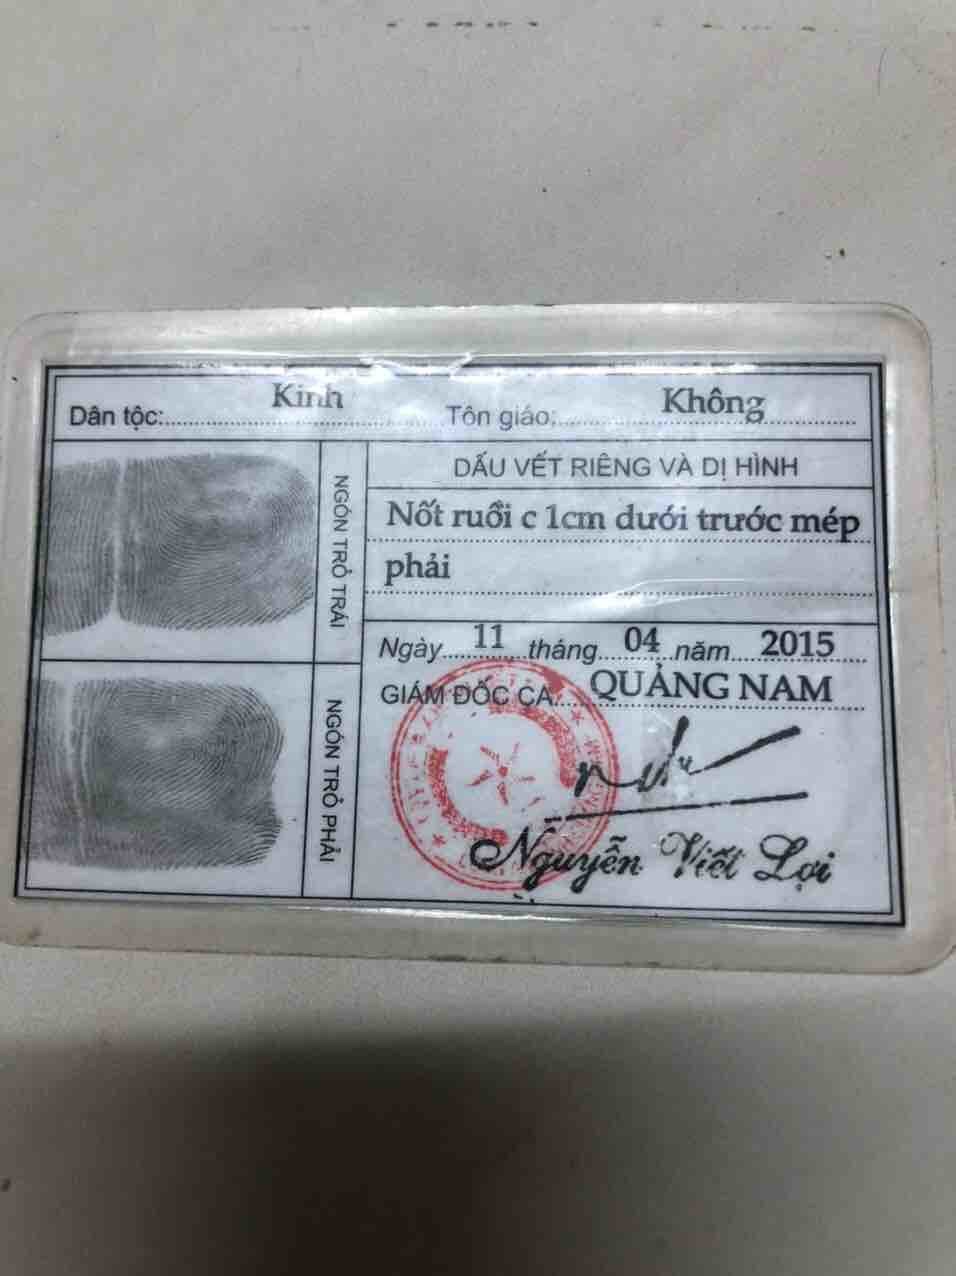 Dân tộc: Kinh Tôn giáo: Không
NGÓN TRỎ TRÁI
DẤU VẾT RIÊNG VÀ DỊ HÌNH
Nốt ruồi c 1cm dưới trước mép
phải
NGÓN TRỎ PHẢI
Ngày 11 tháng 04 năm 2015
GIÁM ĐỐC CA QUẢNG NAM
Nguyễn Viết Lợi